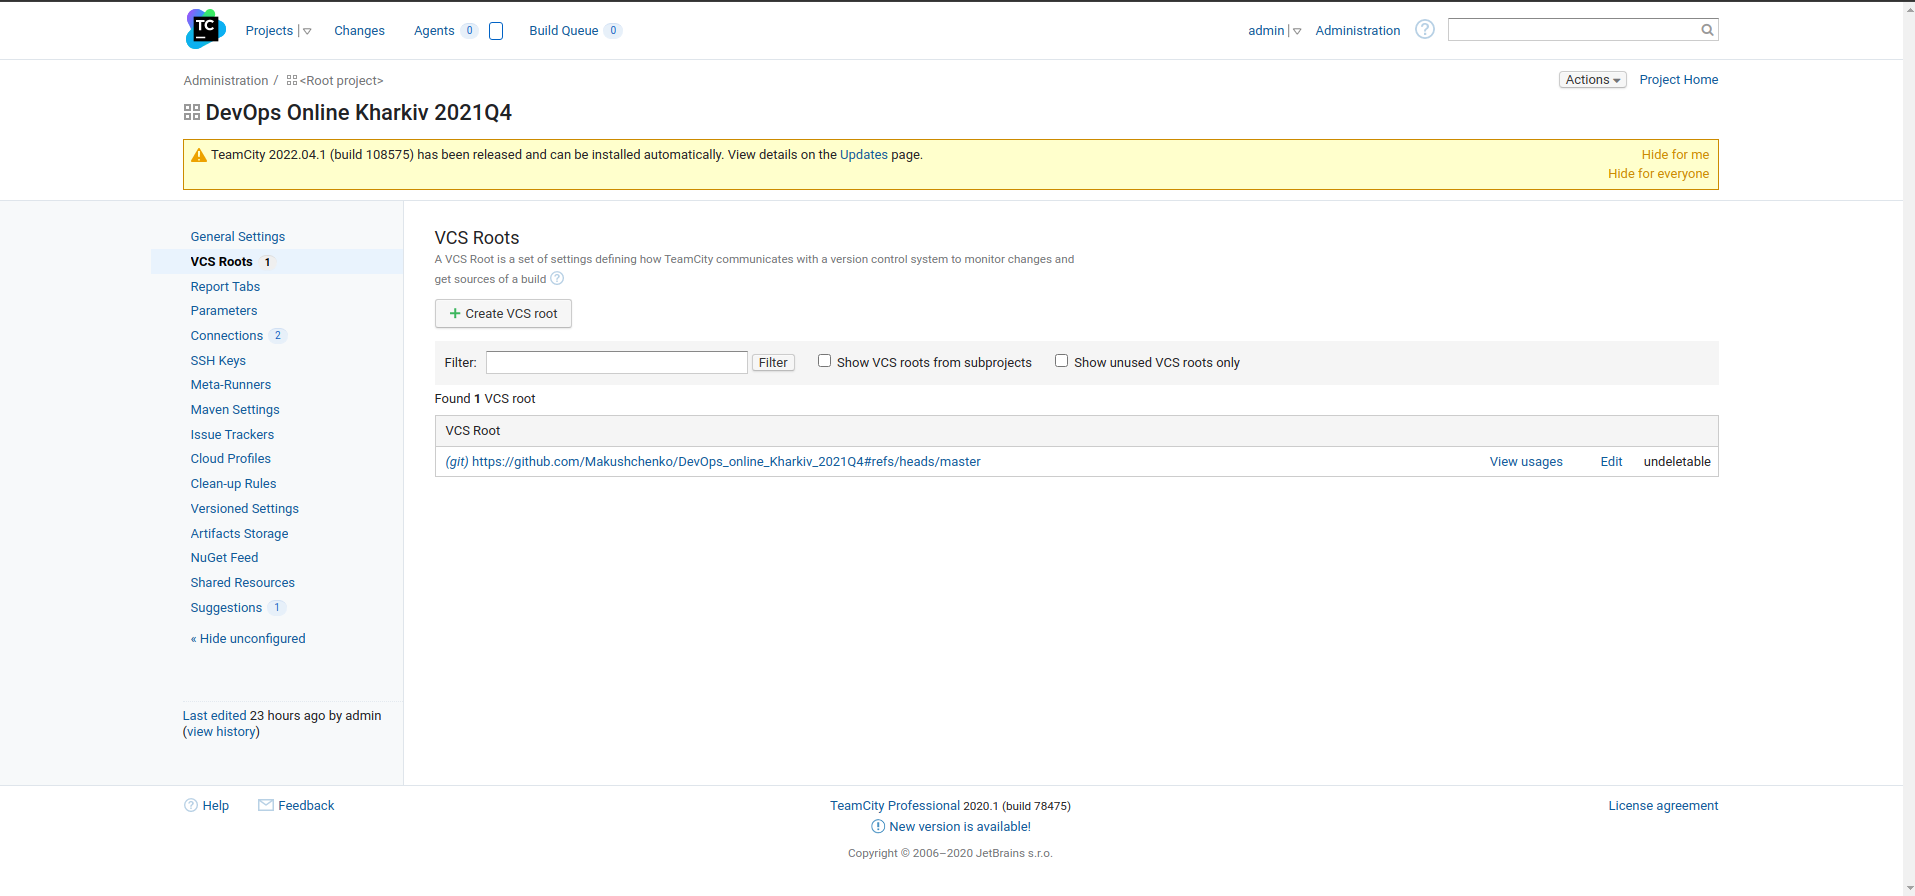 TC
Projects
Changes
Agents 0
Build Queue 0
admin
Administration
?
Administration / <Root project>
Actions
Project Home
DevOps Online Kharkiv 2021Q4
TeamCity 2022.04.1 (build 108575) has been released and can be installed automatically. View details on the Updates page.
Hide for me
Hide for everyone
General Settings
VCS Roots 1
Report Tabs
Parameters
Connections 2
SSH Keys
Meta-Runners
Maven Settings
Issue Trackers
Cloud Profiles
Clean-up Rules
Versioned Settings
Artifacts Storage
NuGet Feed
Shared Resources
Suggestions 1
« Hide unconfigured
Last edited 23 hours ago by admin
(view history)
VCS Roots
A VCS Root is a set of settings defining how TeamCity communicates with a version control system to monitor changes and
get sources of a build ?
+ Create VCS root
Filter: Filter Show VCS roots from subprojects Show unused VCS roots only
Found 1 VCS root
VCS Root
(git) https://github.com/Makushchenko/DevOps_online_Kharkiv_2021Q4#refs/heads/master View usages Edit undeletable
? Help
Feedback
TeamCity Professional 2020.1 (build 78475)
New version is available!
Copyright © 2006–2020 JetBrains s.r.o.
License agreement